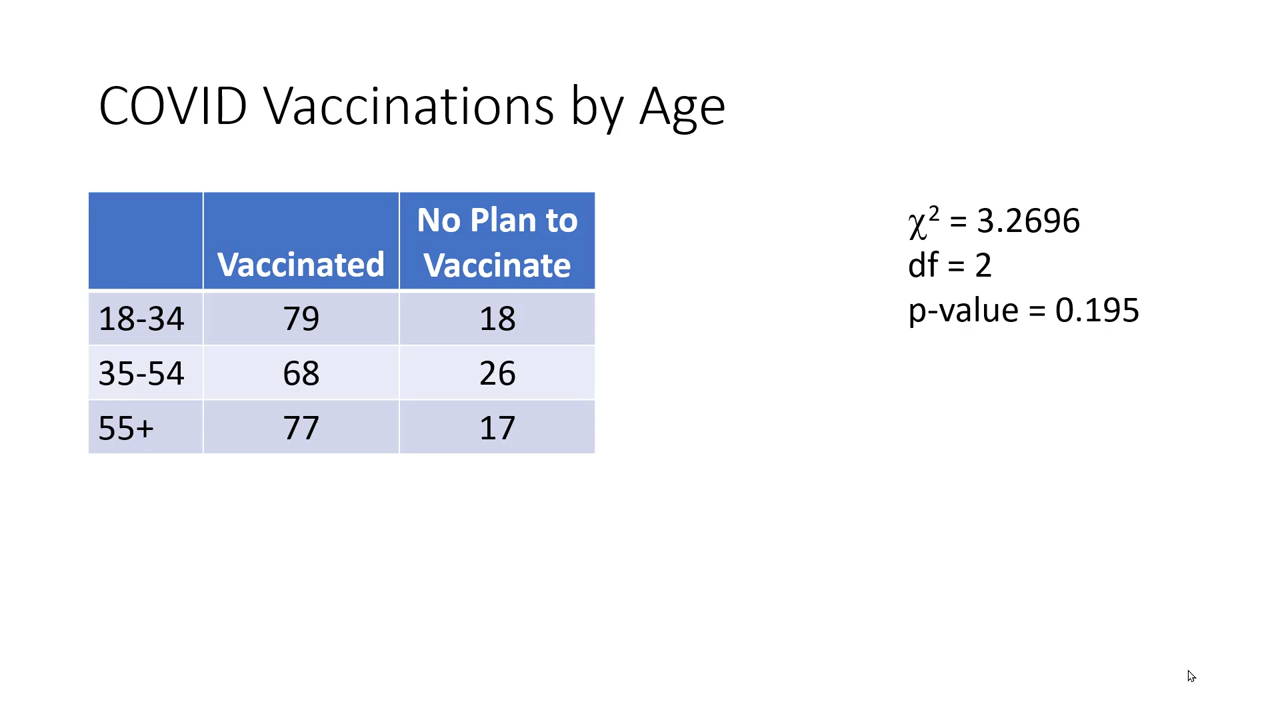 COVID Vaccinations by Age
Vaccinated
No Plan to
Vaccinate
18-34 79 18
35-54 68 26
55+ 77 17
χ² = 3.2696
df = 2
p-value = 0.195